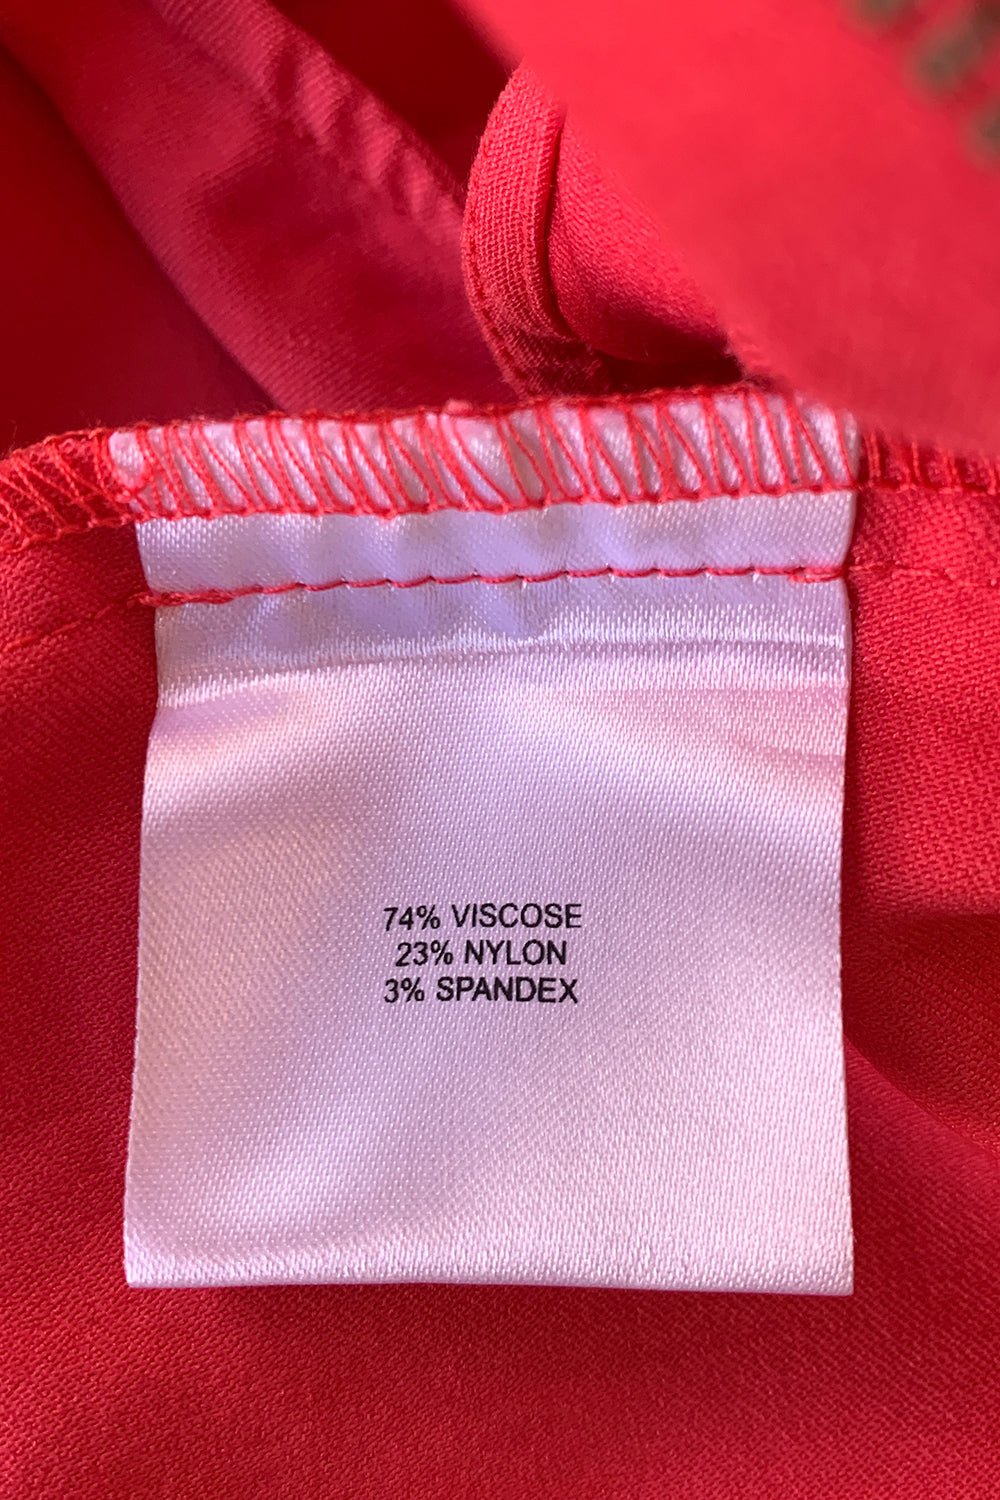 74% VISCOSE
23% NYLON
3% SPANDEX